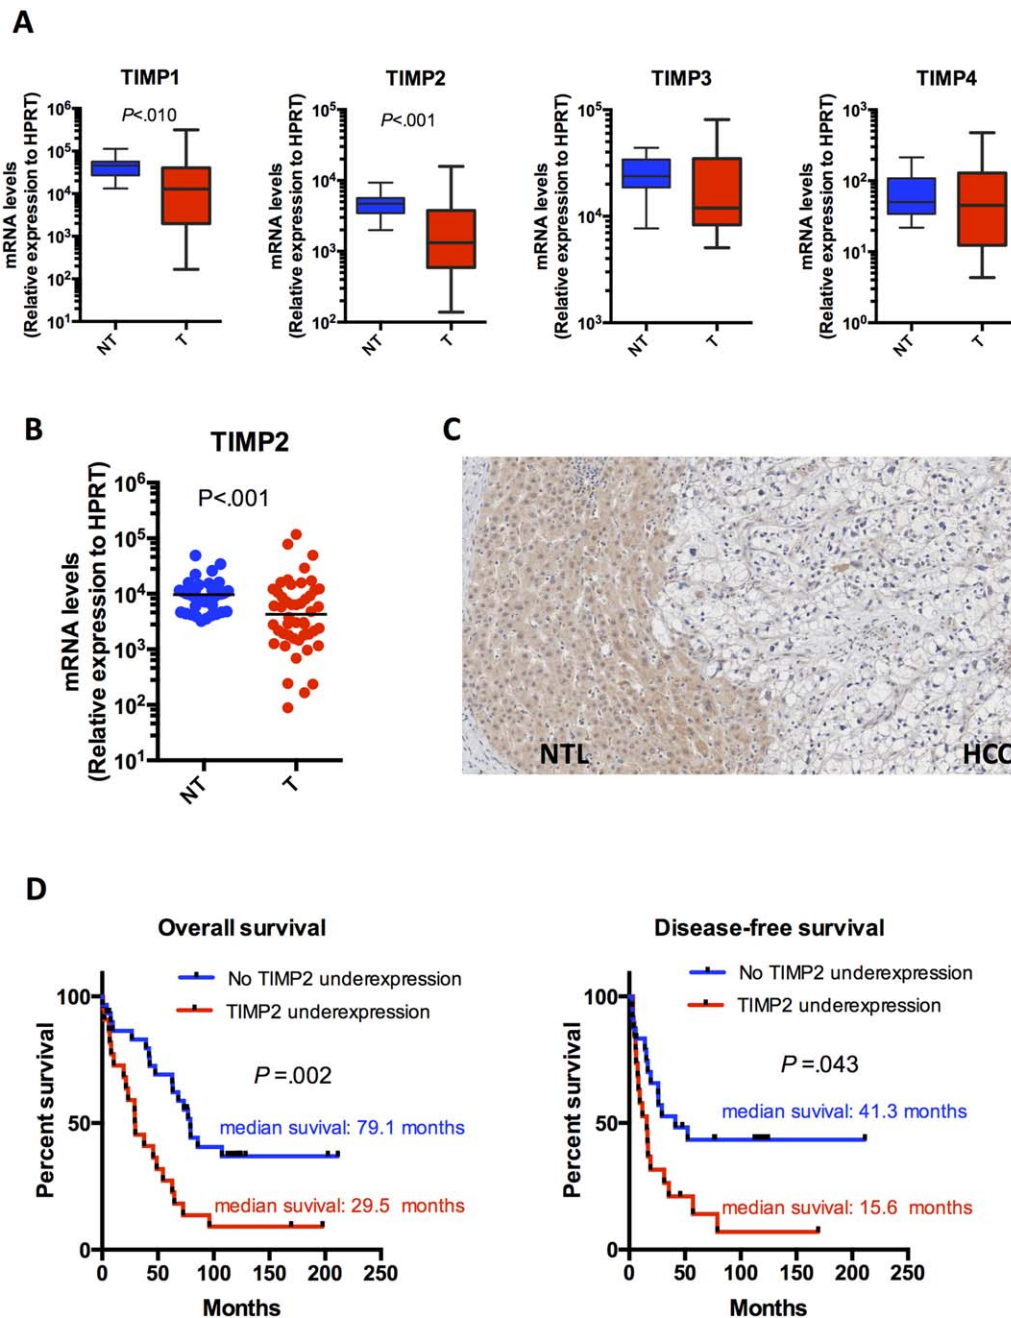 A
TIMP1
TIMP2
TIMP3
TIMP4
mRNA levels
(Relative expression to HPRT)
10⁶
10⁵
10⁴
10³
10²
10¹
P<.010
NT
T
mRNA levels
(Relative expression to HPRT)
10⁵
10⁴
10³
10²
P<.001
NT
T
mRNA levels
(Relative expression to HPRT)
10⁵
10⁴
10³
NT
T
mRNA levels
(Relative expression to HPRT)
10³
10²
10¹
10⁰
NT
T
B
TIMP2
mRNA levels
(Relative expression to HPRT)
10⁶
10⁵
10⁴
10³
10²
10¹
P<.001
NT
T
C
NTL
HCC
D
Overall survival
No TIMP2 underexpression
TIMP2 underexpression
Percent survival
100
50
0
P=.002
median suvival: 79.1 months
median suvival: 29.5 months
0 50 100 150 200 250
Months
Disease-free survival
No TIMP2 underexpression
TIMP2 underexpression
Percent survival
100
50
0
P=.043
median suvival: 41.3 months
median suvival: 15.6 months
0 50 100 150 200 250
Months